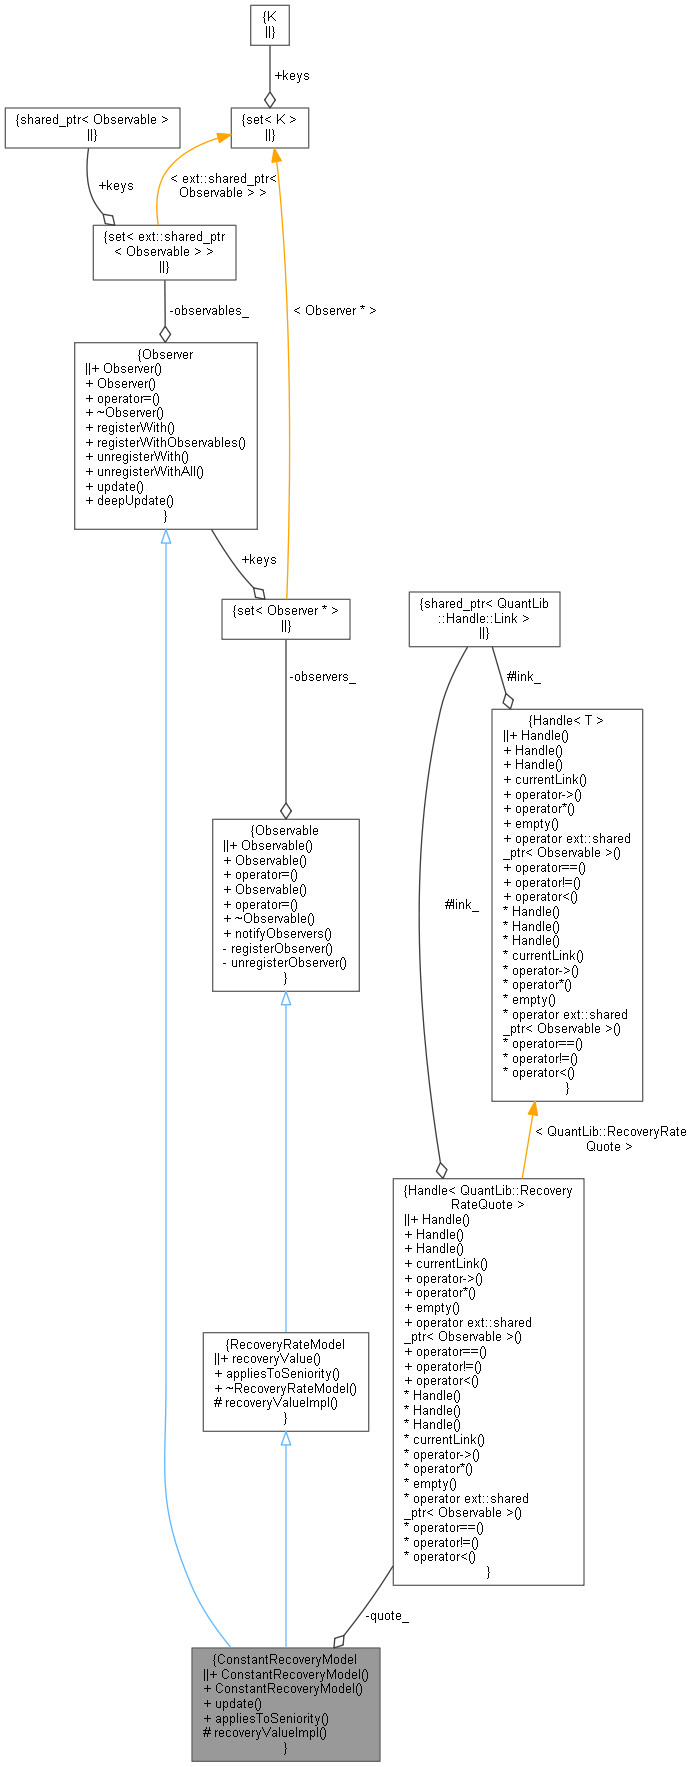 {K
||}
+keys
{shared_ptr< Observable >
||}
{set< K >
||}
+keys
< ext::shared_ptr<
Observable > >
{set< ext::shared_ptr
< Observable > >
||}
-observables_
< Observer * >
{Observer
||+ Observer()
+ Observer()
+ operator=()
+ ~Observer()
+ registerWith()
+ registerWithObservables()
+ unregisterWith()
+ unregisterWithAll()
+ update()
+ deepUpdate()
}
+keys
{set< Observer * >
||}
-observers_
{shared_ptr< QuantLib
::Handle::Link >
||}
#link_
{Handle< T >
||+ Handle()
+ Handle()
+ Handle()
+ currentLink()
+ operator->()
+ operator*()
+ empty()
+ operator ext::shared
_ptr< Observable >()
+ operator==()
+ operator!=()
+ operator<()
* Handle()
* Handle()
* Handle()
* currentLink()
* operator->()
* operator*()
* empty()
* operator ext::shared
_ptr< Observable >()
* operator==()
* operator!=()
* operator<()
}
{Observable
||+ Observable()
+ Observable()
+ operator=()
+ Observable()
+ operator=()
+ ~Observable()
+ notifyObservers()
- registerObserver()
- unregisterObserver()
}
#link_
< QuantLib::RecoveryRate
Quote >
{Handle< QuantLib::Recovery
RateQuote >
||+ Handle()
+ Handle()
+ Handle()
+ currentLink()
+ operator->()
+ operator*()
+ empty()
+ operator ext::shared
_ptr< Observable >()
+ operator==()
+ operator!=()
+ operator<()
* Handle()
* Handle()
* Handle()
* currentLink()
* operator->()
* operator*()
* empty()
* operator ext::shared
_ptr< Observable >()
* operator==()
* operator!=()
* operator<()
}
{RecoveryRateModel
||+ recoveryValue()
+ appliesToSeniority()
+ ~RecoveryRateModel()
# recoveryValueImpl()
}
-quote_
{ConstantRecoveryModel
||+ ConstantRecoveryModel()
+ ConstantRecoveryModel()
+ update()
+ appliesToSeniority()
# recoveryValueImpl()
}